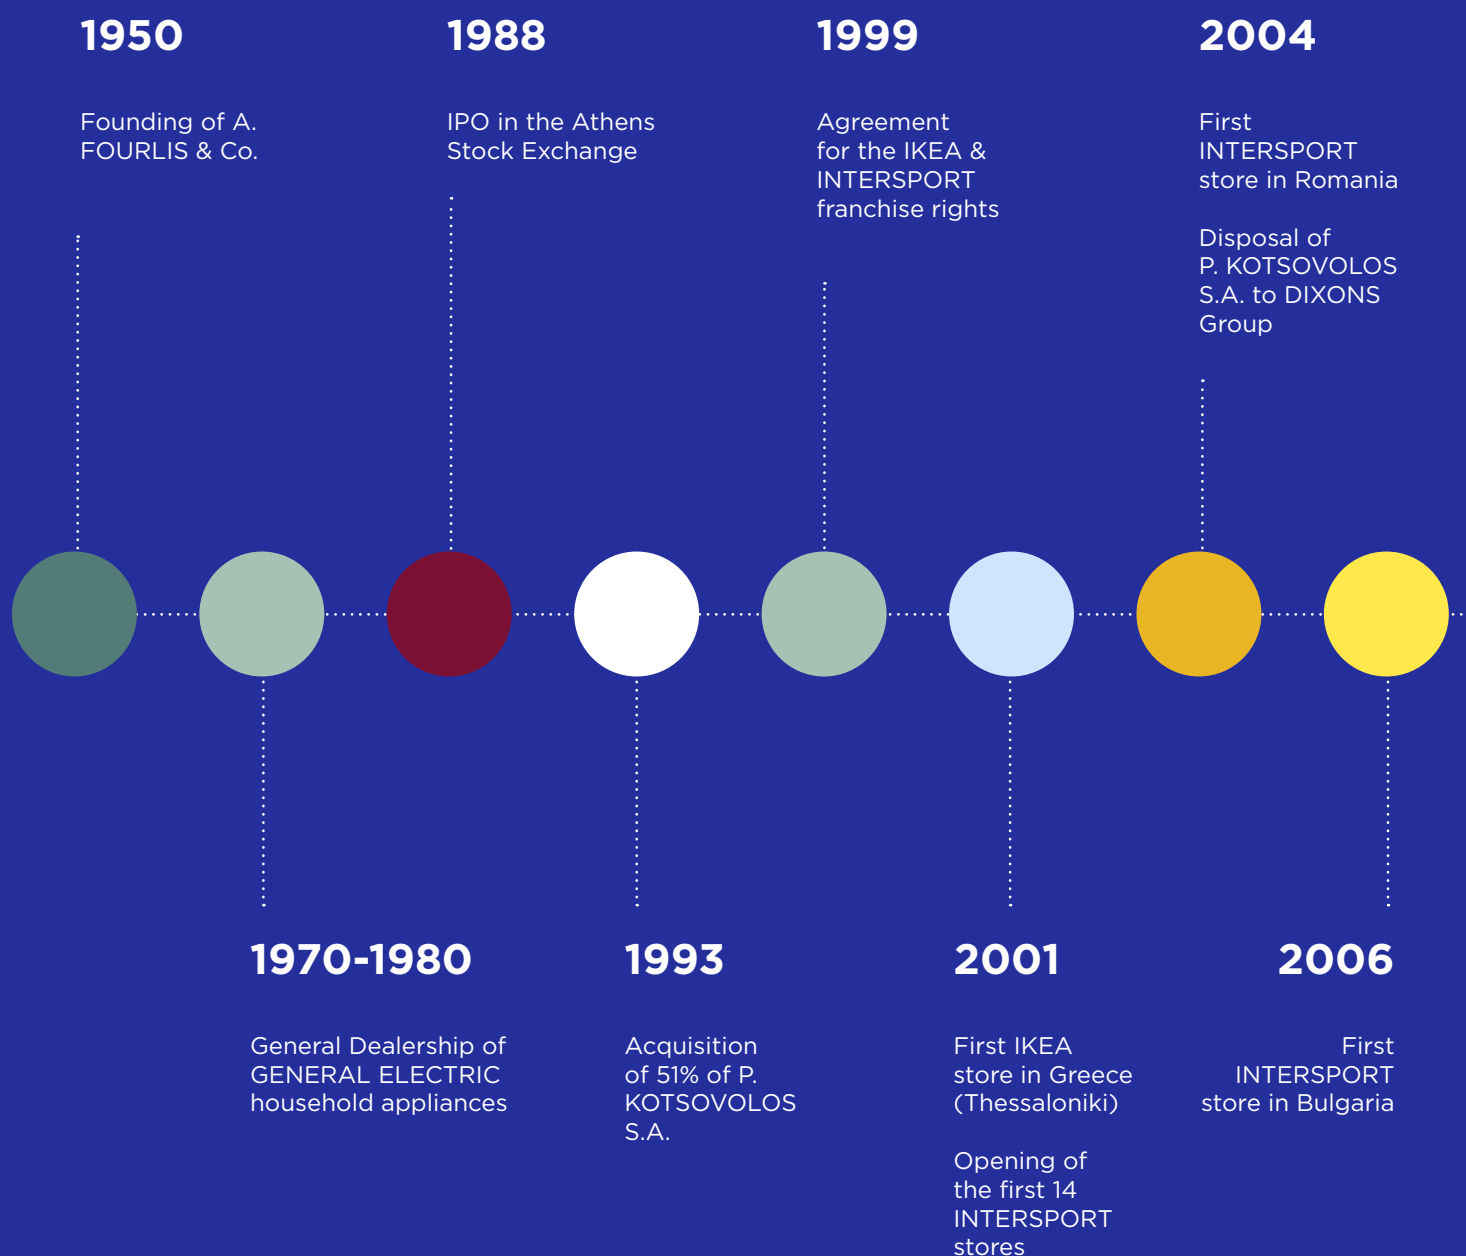 1950
Founding of A.
FOURLIS & Co.
1988
IPO in the Athens
Stock Exchange
1999
Agreement
for the IKEA &
INTERSPORT
franchise rights
2004
First
INTERSPORT
store in Romania
Disposal of
P. KOTSOVOLOS
S.A. to DIXONS
Group
1970-1980
General Dealership of
GENERAL ELECTRIC
household appliances
1993
Acquisition
of 51% of P.
KOTSOVOLOS
S.A.
2001
First IKEA
store in Greece
(Thessaloniki)
Opening of
the first 14
INTERSPORT
stores
2006
First
INTERSPORT
store in Bulgaria